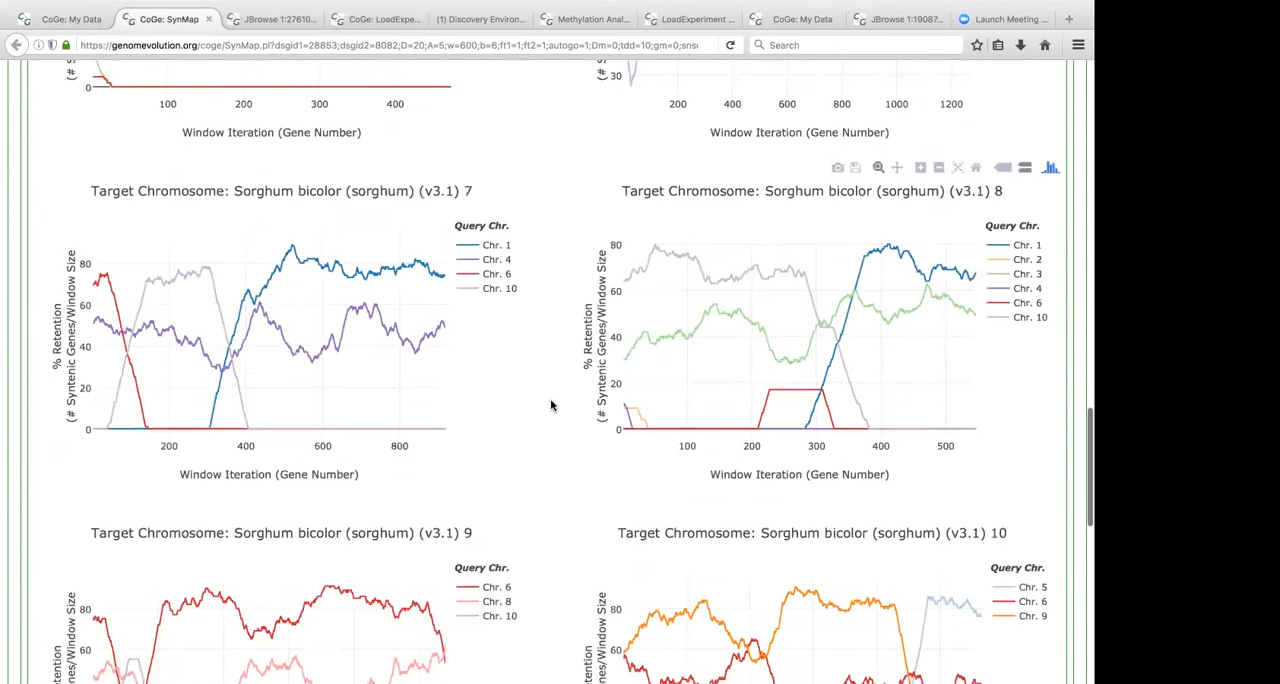 CoGe: My Data
CoGe: SynMap ×
JBrowse 1:27610...
CoGe: LoadExpe...
(1) Discovery Environ...
Methylation Anal...
LoadExperiment ...
CoGe: My Data
JBrowse 1:19087...
Launch Meeting ...
https://genomevolution.org/coge/SynMap.pl?dsgid1=28853;dsgid2=8082;D=20;A=5;w=600;b=6;ft1=1;ft2=1;autogo=1;Dm=0;tdd=10;gm=0;snsc
Search
(#
0
100 200 300 400
Window Iteration (Gene Number)
(# S
30
200 400 600 800 1000 1200
Window Iteration (Gene Number)
Target Chromosome: Sorghum bicolor (sorghum) (v3.1) 7
Query Chr.
Chr. 1
Chr. 4
Chr. 6
Chr. 10
% Retention
(# Syntenic Genes/Window Size)
80
60
40
20
0
200 400 600 800
Window Iteration (Gene Number)
Target Chromosome: Sorghum bicolor (sorghum) (v3.1) 8
Query Chr.
Chr. 1
Chr. 2
Chr. 3
Chr. 4
Chr. 6
Chr. 10
% Retention
(# Syntenic Genes/Window Size)
80
60
40
20
0
100 200 300 400 500
Window Iteration (Gene Number)
Target Chromosome: Sorghum bicolor (sorghum) (v3.1) 9
Query Chr.
Chr. 6
Chr. 8
Chr. 10
etention
enes/Window Size)
80
60
Target Chromosome: Sorghum bicolor (sorghum) (v3.1) 10
Query Chr.
Chr. 5
Chr. 6
Chr. 9
etention
enes/Window Size)
80
60